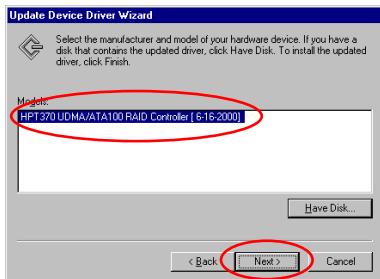 Update Device Driver Wizard
Select the manufacturer and model of your hardware device. If you have a
disk that contains the updated driver, click Have Disk. To install the updated
driver, click Finish.
Models:
HPT370 UDMA/ATA100 RAID Controller [ 6-16-2000]
Have Disk...
< Back
Next >
Cancel